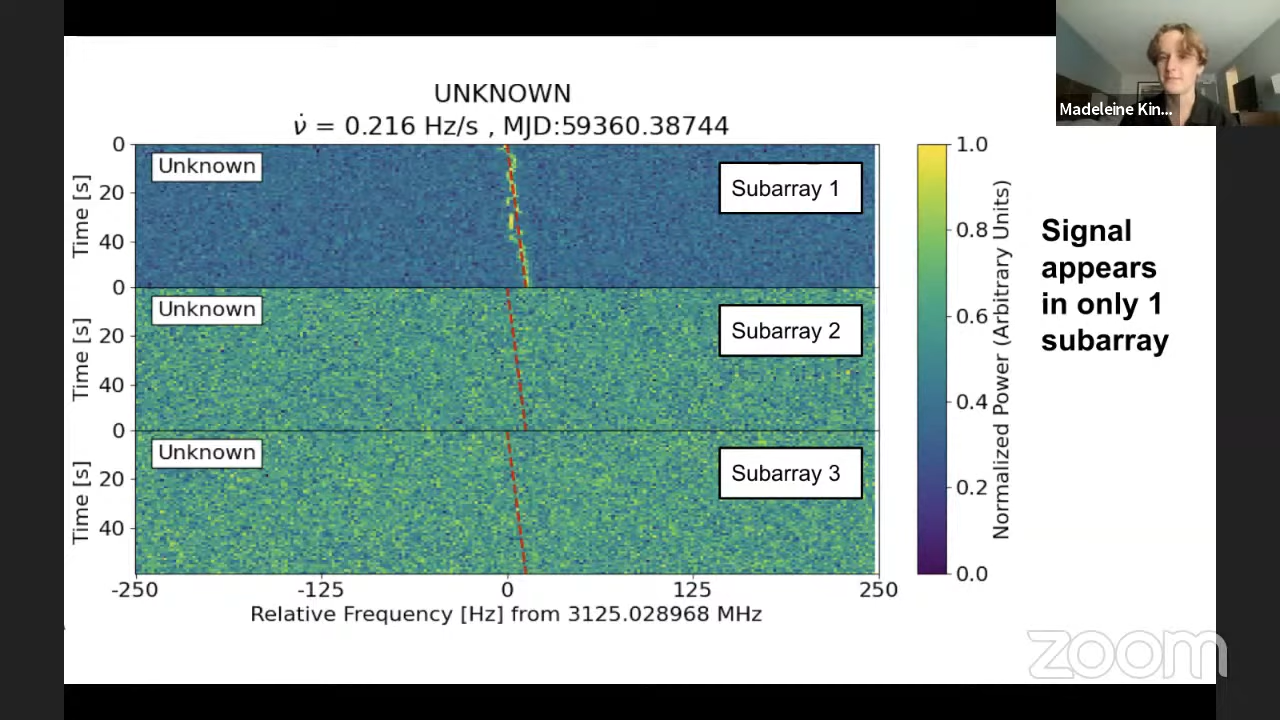 UNKNOWN
ν̇ = 0.216 Hz/s , MJD:59360.38744
Madeleine Kin...
0
20
40
Time [s]
Unknown
Subarray 1
0
20
40
Time [s]
Unknown
Subarray 2
0
20
40
Time [s]
Unknown
Subarray 3
-250
-125
0
125
250
Relative Frequency [Hz] from 3125.028968 MHz
1.0
0.8
0.6
0.4
0.2
0.0
Normalized Power (Arbitrary Units)
Signal
appears
in only 1
subarray
zoom